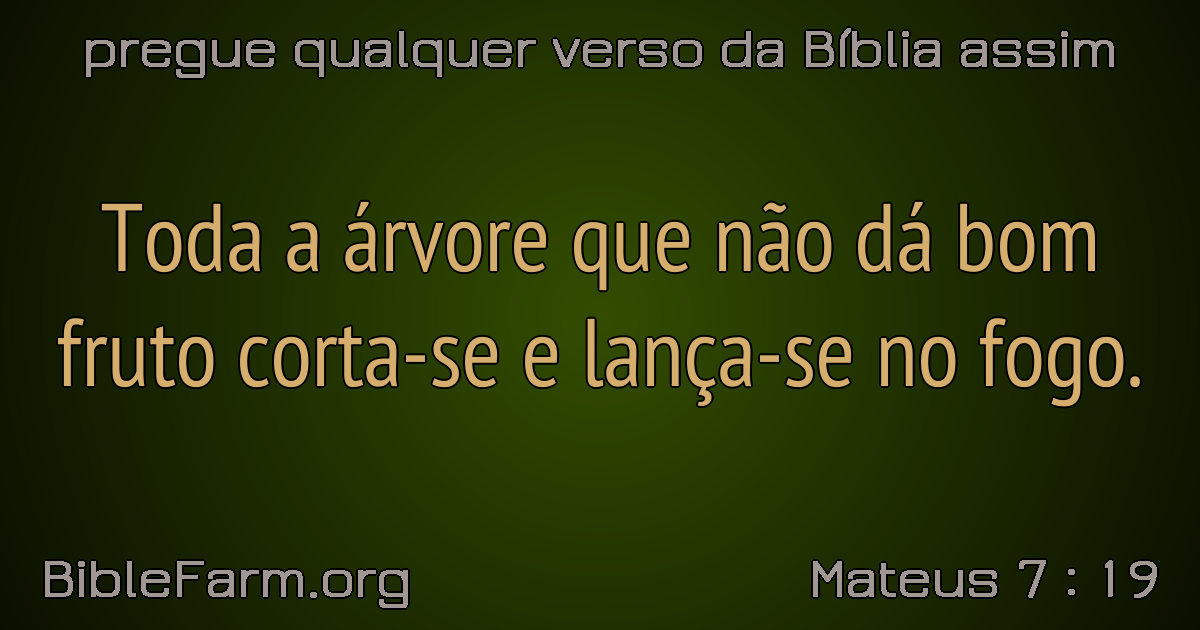 pregue qualquer verso da Bíblia assim
Toda a árvore que não dá bom
fruto corta-se e lança-se no fogo.
BibleFarm.org
Mateus 7 : 19